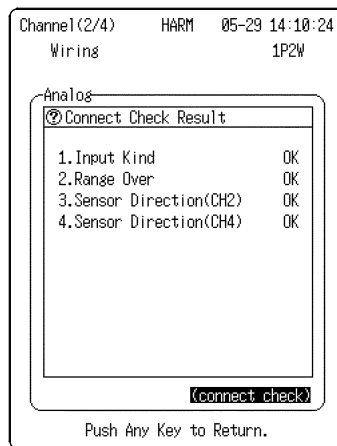 Channel(2/4) HARM 05-29 14:10:24
Wiring 1P2W
Analog
?Connect Check Result
1.Input Kind OK
2.Range Over OK
3.Sensor Direction(CH2) OK
4.Sensor Direction(CH4) OK
(connect check)
Push Any Key to Return.